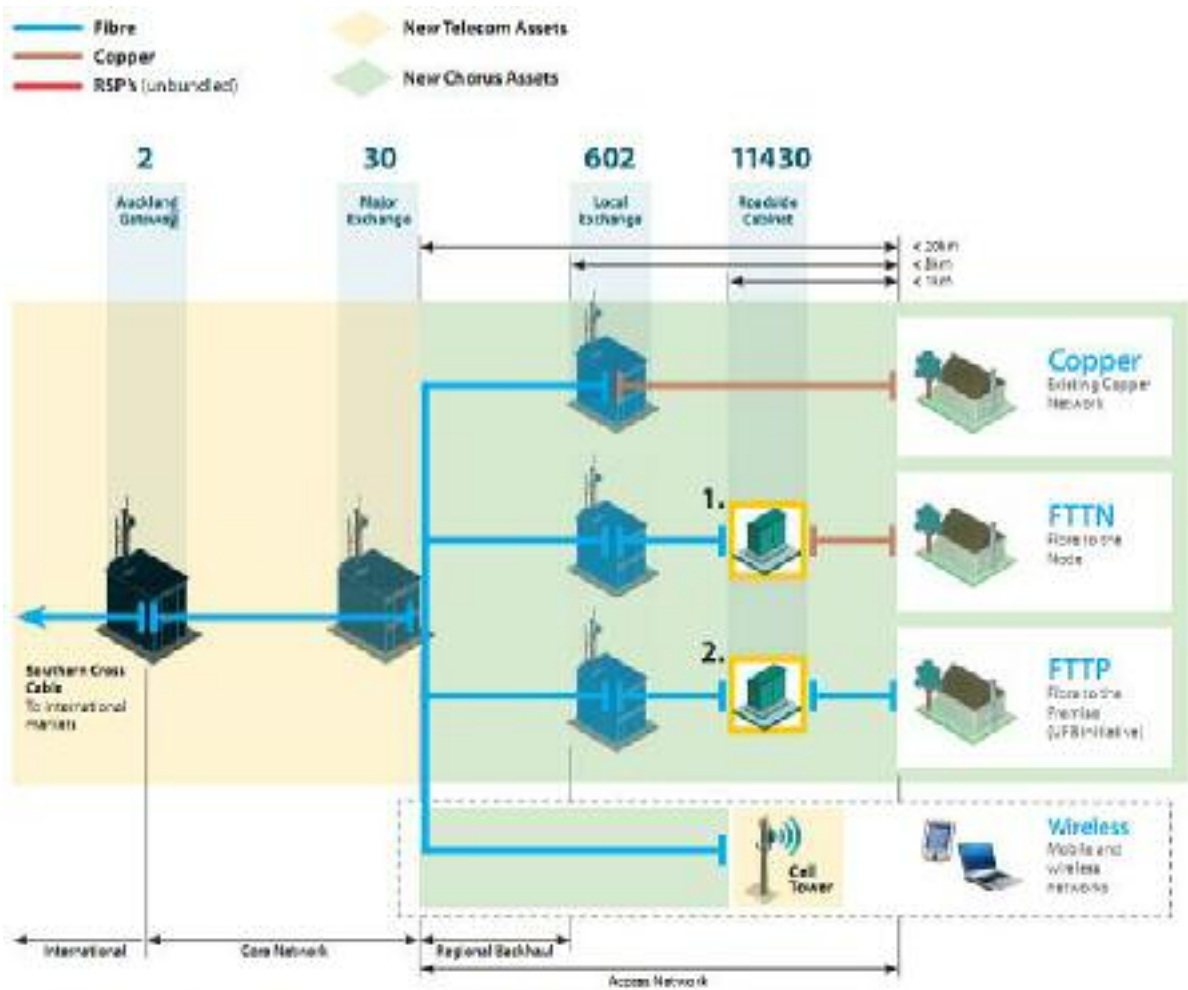 Fibre
Copper
RSP's (unbundled)
New Telecom Assets
New Chorus Assets
2
30
602
11430
Auckland
Gateway
Major
Exchange
Local
Exchange
Roadside
Cabinet
< 20km
< 8km
< 1km
Copper
Existing Copper
Network
1.
FTTN
Fibre to the
Node
2.
FTTP
Fibre to the
Premise
(UFB initiative)
Southern Cross
Cable
To international
markets
Wireless
Mobile and
wireless
networks
Cell
Tower
International
Core Network
Regional Backhaul
Access Network